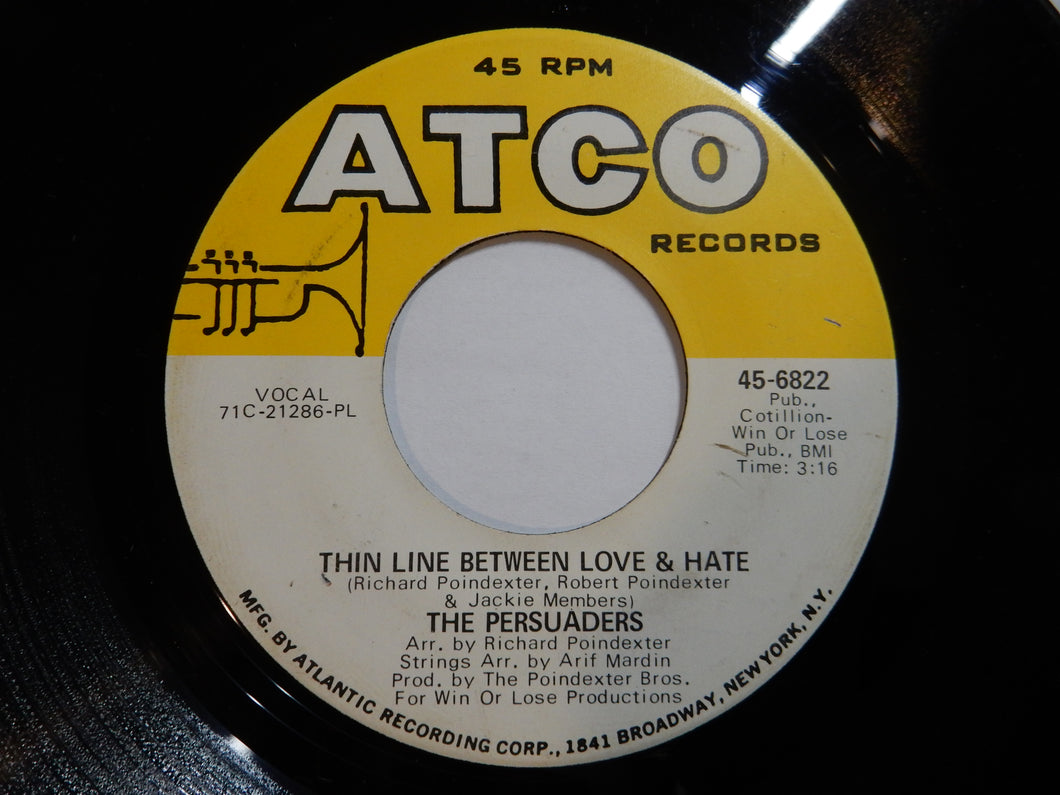 45 RPM
ATCO
RECORDS
VOCAL
71C-21286-PL
45-6822
Pub.,
Cotillion-
Win Or Lose
Pub., BMI
Time: 3:16
THIN LINE BETWEEN LOVE & HATE
(Richard Poindexter, Robert Poindexter
& Jackie Members)
THE PERSUADERS
Arr. by Richard Poindexter
Strings Arr. by Arif Mardin
Prod. by The Poindexter Bros.
For Win Or Lose Productions
MFG. BY ATLANTIC RECORDING CORP., 1841 BROADWAY, NEW YORK, N.Y.